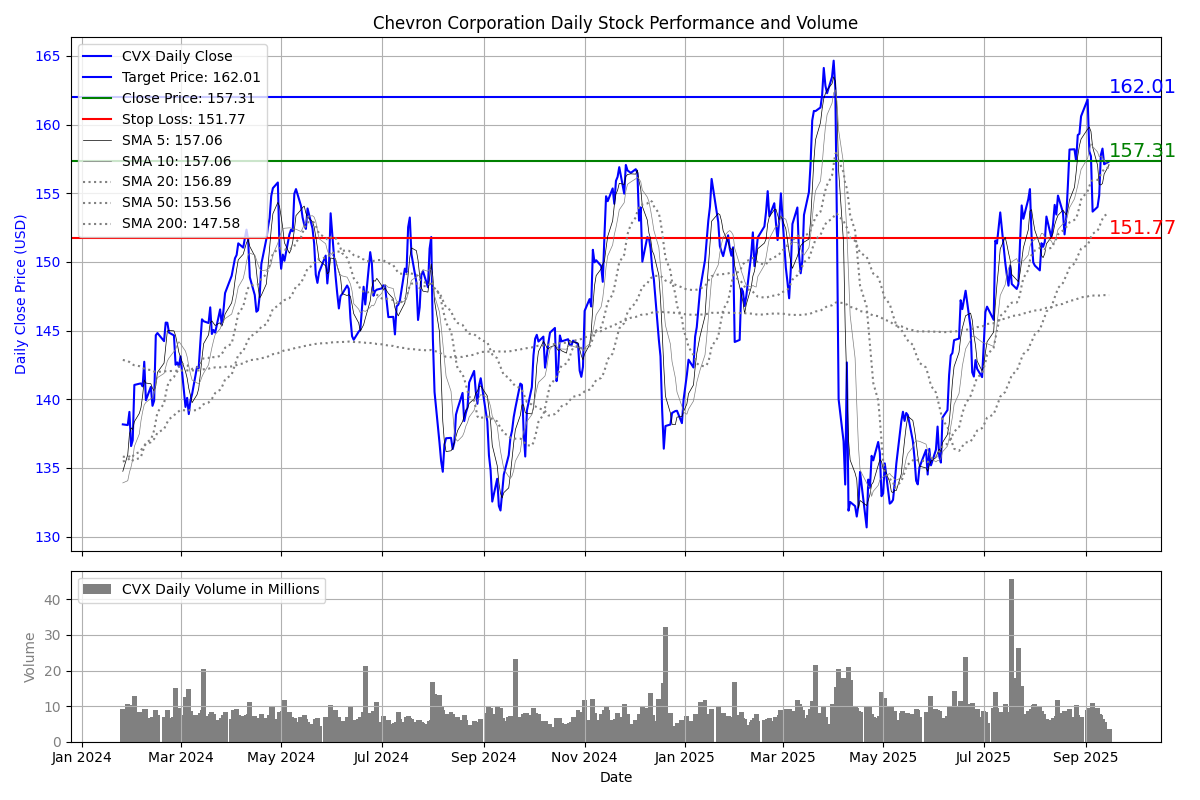 Chevron Corporation Daily Stock Performance and Volume
Daily Close Price (USD)
165
160
155
150
145
140
135
130
CVX Daily Close
Target Price: 162.01
Close Price: 157.31
Stop Loss: 151.77
SMA 5: 157.06
SMA 10: 157.06
SMA 20: 156.89
SMA 50: 153.56
SMA 200: 147.58
162.01
157.31
151.77
Volume
40
30
20
10
0
CVX Daily Volume in Millions
Jan 2024 Mar 2024 May 2024 Jul 2024 Sep 2024 Nov 2024 Jan 2025 Mar 2025 May 2025 Jul 2025 Sep 2025
Date